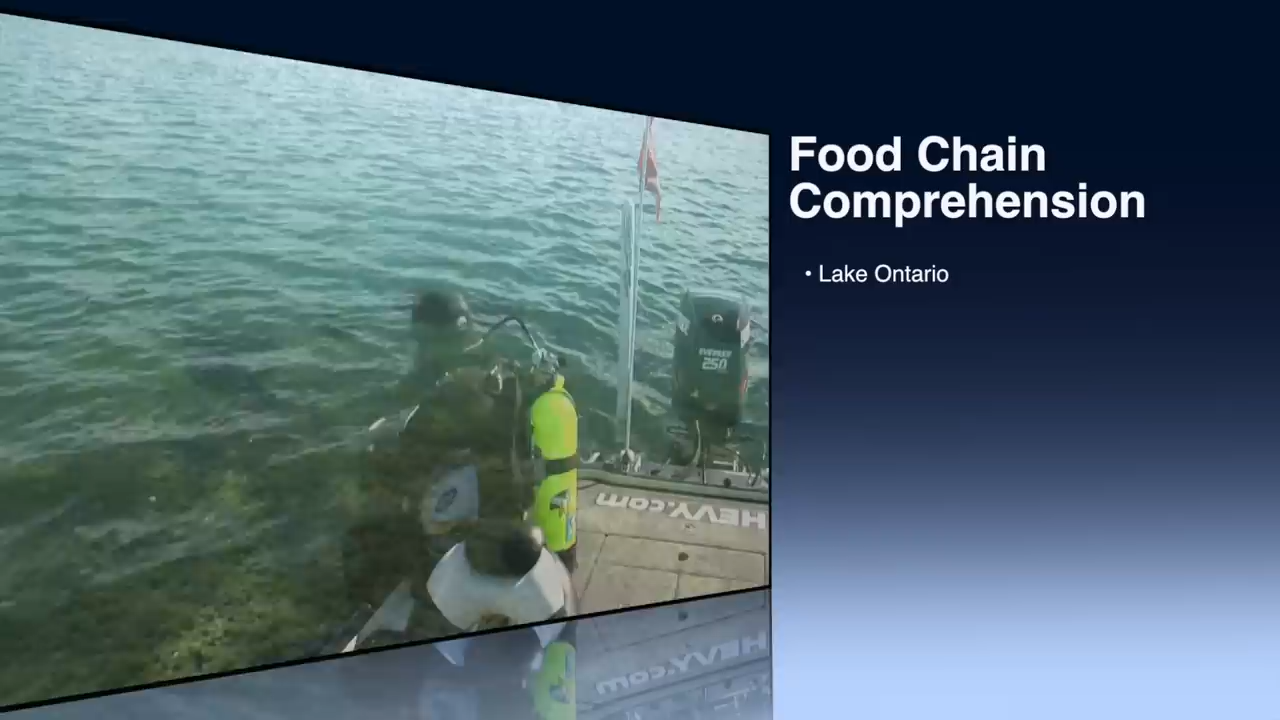 Food Chain
Comprehension
• Lake Ontario
EVINRUDE
250
HEVY.com